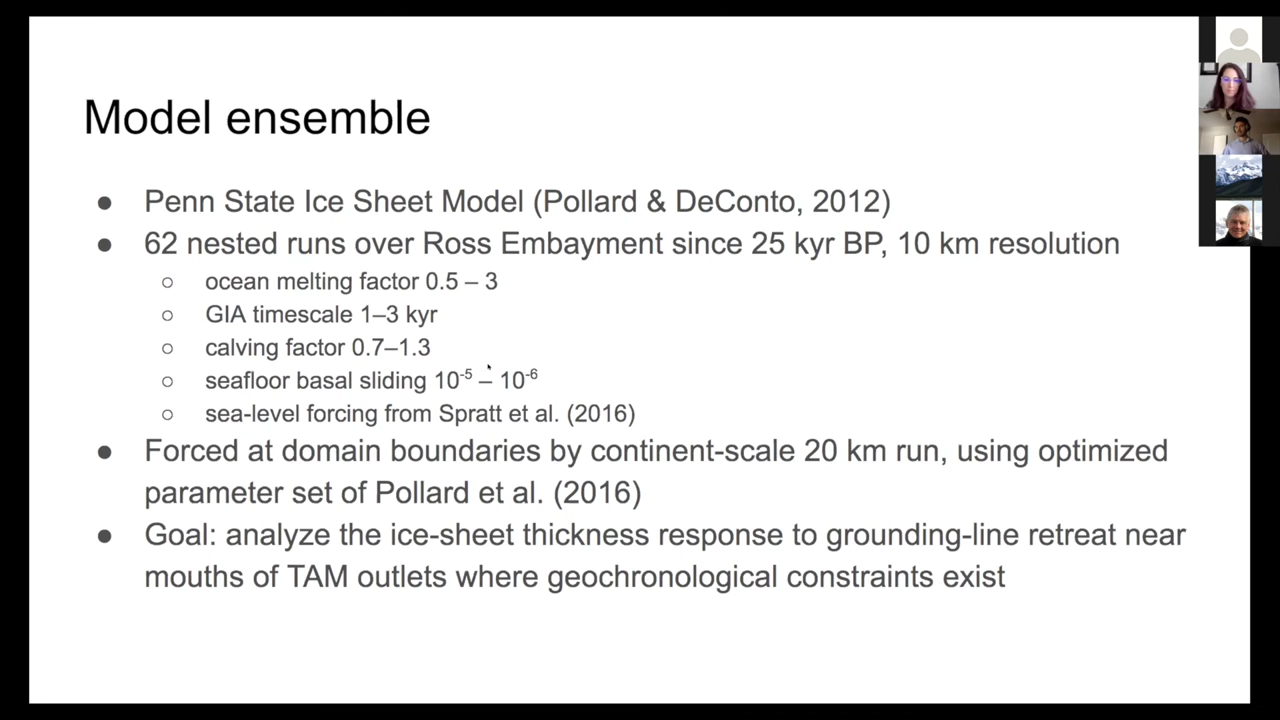 Model ensemble
● Penn State Ice Sheet Model (Pollard & DeConto, 2012)
● 62 nested runs over Ross Embayment since 25 kyr BP, 10 km resolution
○ ocean melting factor 0.5 – 3
○ GIA timescale 1–3 kyr
○ calving factor 0.7–1.3
○ seafloor basal sliding 10⁻⁵ – 10⁻⁶
○ sea-level forcing from Spratt et al. (2016)
● Forced at domain boundaries by continent-scale 20 km run, using optimized
parameter set of Pollard et al. (2016)
● Goal: analyze the ice-sheet thickness response to grounding-line retreat near
mouths of TAM outlets where geochronological constraints exist